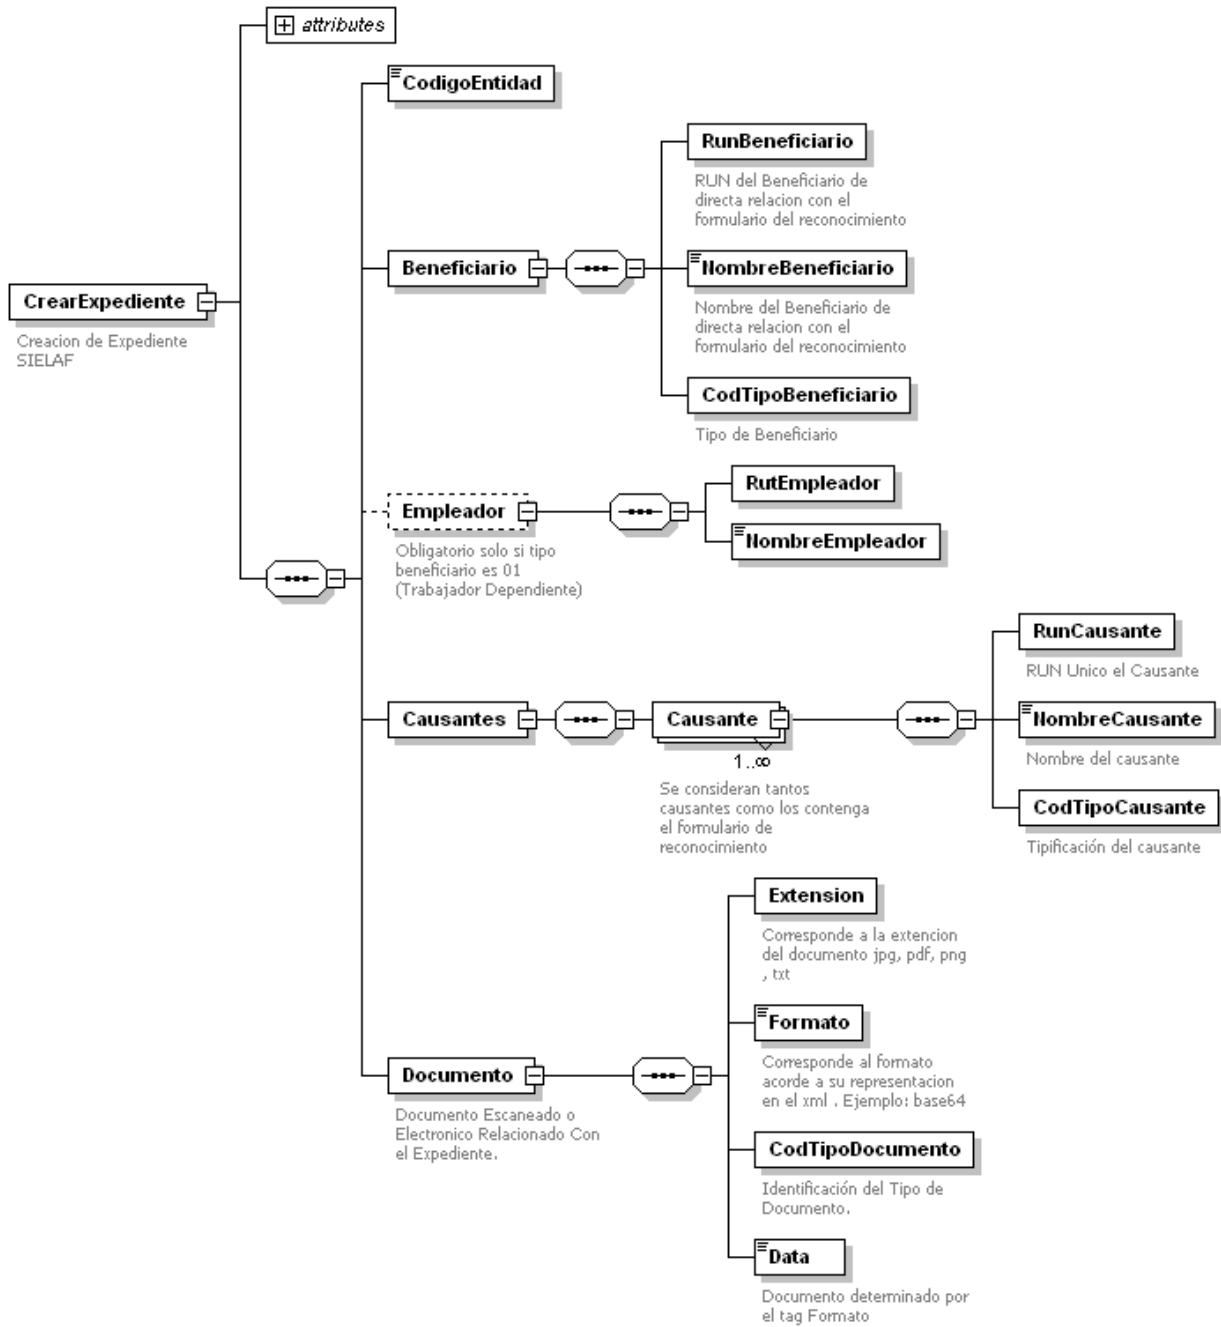 attributes
CodigoEntidad
RunBeneficiario
RUN del Beneficiario de
directa relacion con el
formulario del reconocimiento
Beneficiario
NombreBeneficiario
Nombre del Beneficiario de
directa relacion con el
formulario del reconocimiento
CrearExpediente
Creacion de Expediente
SIELAF
CodTipoBeneficiario
Tipo de Beneficiario
Empleador
Obligatorio solo si tipo
beneficiario es 01
(Trabajador Dependiente)
RutEmpleador
NombreEmpleador
RunCausante
RUN Unico el Causante
Causantes
Causante
1..∞
Se consideran tantos
causantes como los contenga
el formulario de
reconocimiento
NombreCausante
Nombre del causante
CodTipoCausante
Tipificación del causante
Extension
Corresponde a la extencion
del documento jpg, pdf, png
, txt
Formato
Corresponde al formato
acorde a su representacion
en el xml . Ejemplo: base64
Documento
Documento Escaneado o
Electronico Relacionado Con
el Expediente.
CodTipoDocumento
Identificación del Tipo de
Documento.
Data
Documento determinado por
el tag Formato